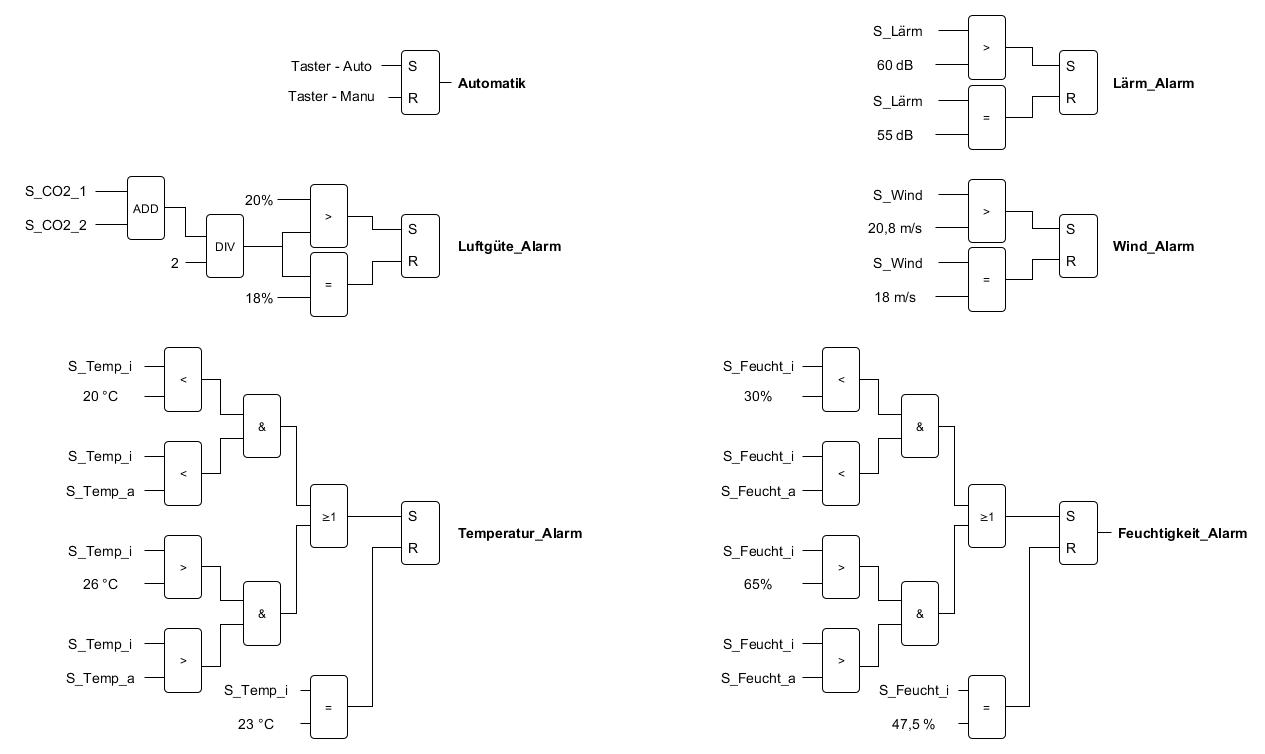 Taster - Auto
S
Taster - Manu
R
Automatik
S_CO2_1
S_CO2_2
ADD
2
DIV
20%
>
18%
=
S
R
Luftgüte_Alarm
S_Temp_i
20 °C
<
S_Temp_i
S_Temp_a
<
&
S_Temp_i
26 °C
>
S_Temp_i
S_Temp_a
>
&
≥1
S_Temp_i
23 °C
=
S
R
Temperatur_Alarm
S_Lärm
60 dB
>
S_Lärm
55 dB
=
S
R
Lärm_Alarm
S_Wind
20,8 m/s
>
S_Wind
18 m/s
=
S
R
Wind_Alarm
S_Feucht_i
30%
<
S_Feucht_i
S_Feucht_a
<
&
S_Feucht_i
65%
>
S_Feucht_i
S_Feucht_a
>
&
≥1
S_Feucht_i
47,5 %
=
S
R
Feuchtigkeit_Alarm